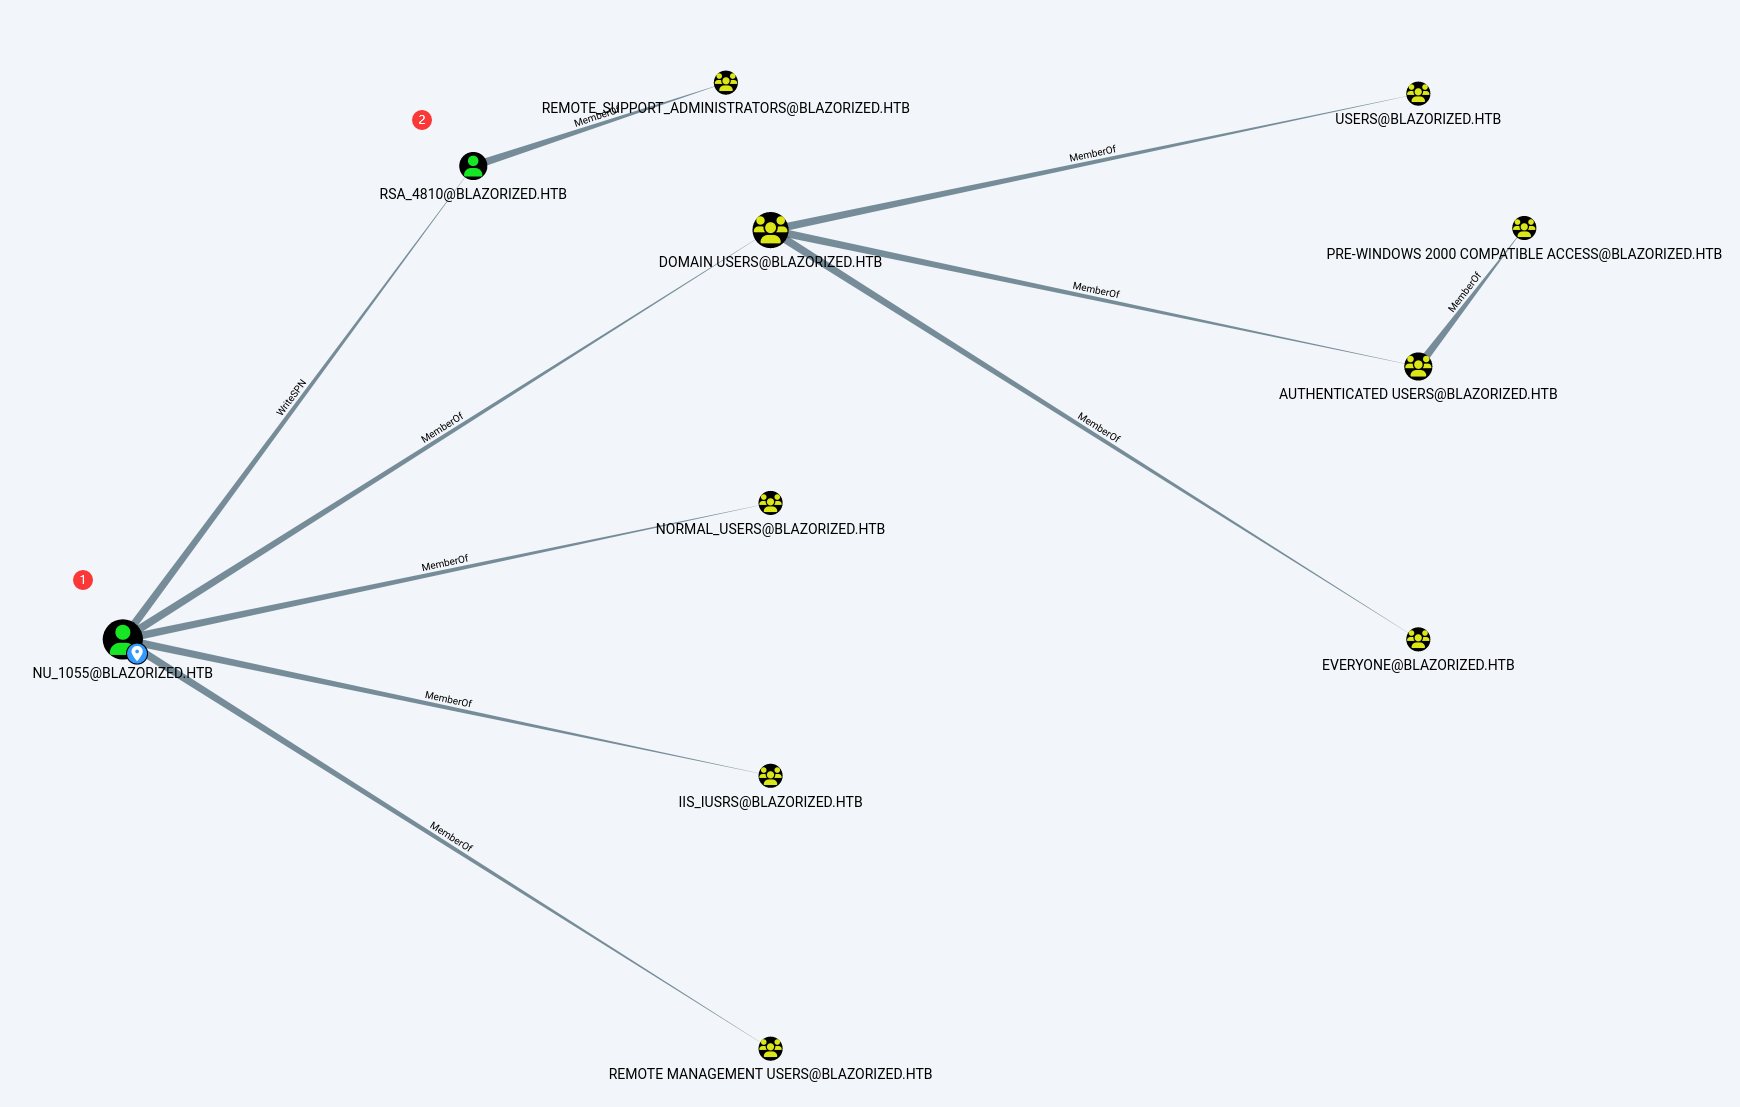 REMOTE_SUPPORT_ADMINISTRATORS@BLAZORIZED.HTB
MemberOf
2
RSA_4810@BLAZORIZED.HTB
USERS@BLAZORIZED.HTB
MemberOf
DOMAIN USERS@BLAZORIZED.HTB
PRE-WINDOWS 2000 COMPATIBLE ACCESS@BLAZORIZED.HTB
MemberOf
MemberOf
AUTHENTICATED USERS@BLAZORIZED.HTB
WriteSPN
MemberOf
MemberOf
NORMAL_USERS@BLAZORIZED.HTB
MemberOf
1
NU_1055@BLAZORIZED.HTB
EVERYONE@BLAZORIZED.HTB
MemberOf
IIS_IUSRS@BLAZORIZED.HTB
MemberOf
REMOTE MANAGEMENT USERS@BLAZORIZED.HTB